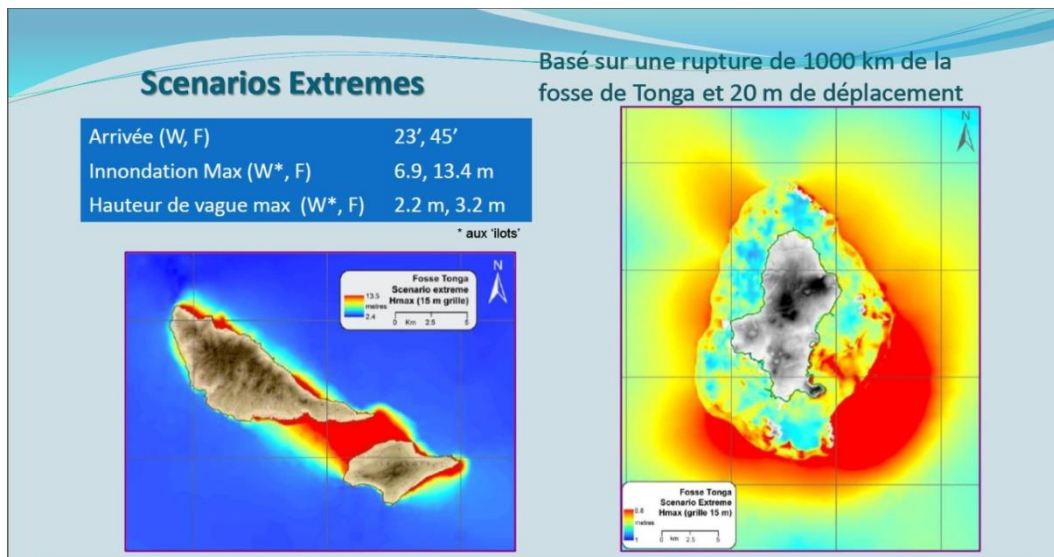 Scenarios Extremes
Basé sur une rupture de 1000 km de la
fosse de Tonga et 20 m de déplacement
Arrivée (W, F) 23’, 45’
Innondation Max (W*, F) 6.9, 13.4 m
Hauteur de vague max (W*, F) 2.2 m, 3.2 m
* aux ‘ilots’
N
Fosse Tonga
Scenario extreme
Hmax (15 m grille)
13.5
metres
2.4
Km
0 2.5 5
N
Fosse Tonga
Scenario Extreme
Hmax (grille 15 m)
metres
1
km
0 2.5 5